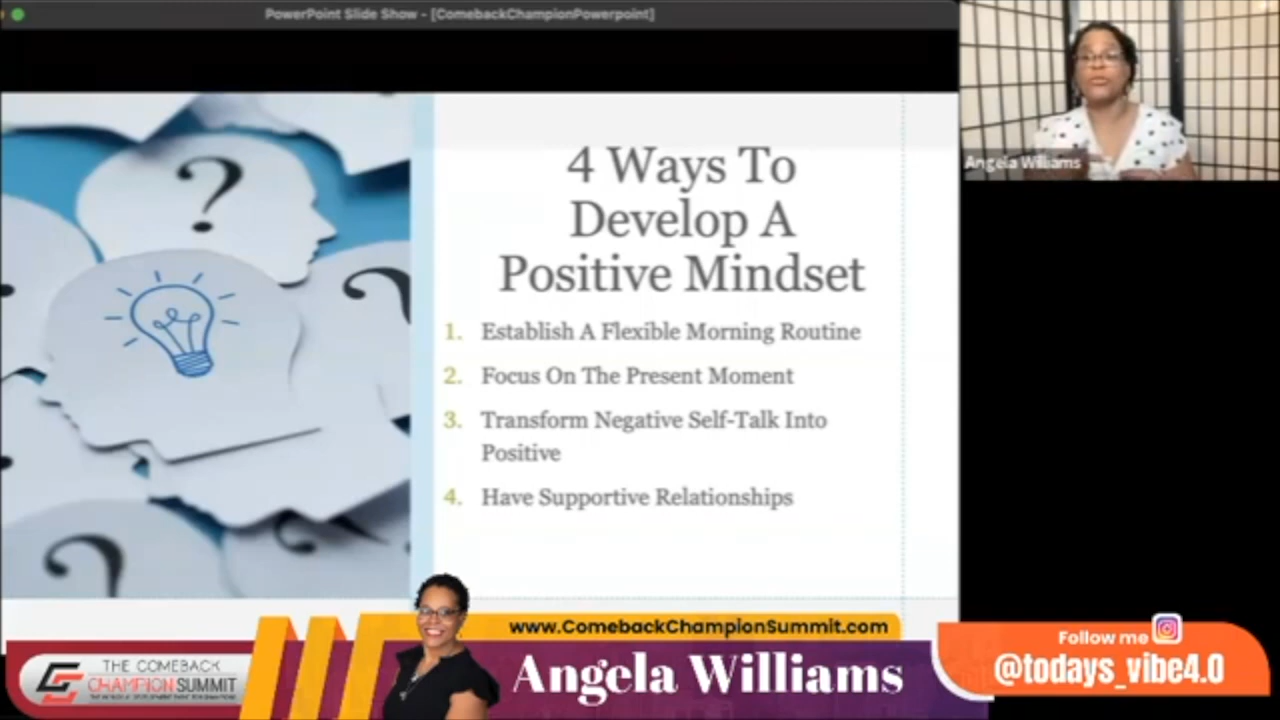 PowerPoint Slide Show - [ComebackChampionPowerpoint]
Angela Williams
4 Ways To
Develop A
Positive Mindset
1. Establish A Flexible Morning Routine
2. Focus On The Present Moment
3. Transform Negative Self-Talk Into
Positive
4. Have Supportive Relationships
www.ComebackChampionSummit.com
THE COMEBACK
CHAMPION SUMMIT
Angela Williams
Follow me
@todays_vibe4.0